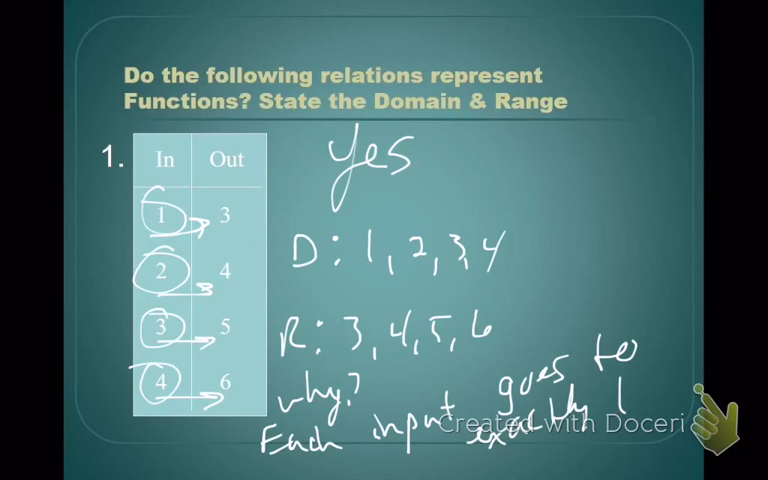 Do the following relations represent
Functions? State the Domain & Range
1.
In Out
1 3
2 4
3 5
4 6
yes
D: 1, 2, 3, 4
R: 3, 4, 5, 6
why?
Each input goes to
exactly 1
Created with Doceri